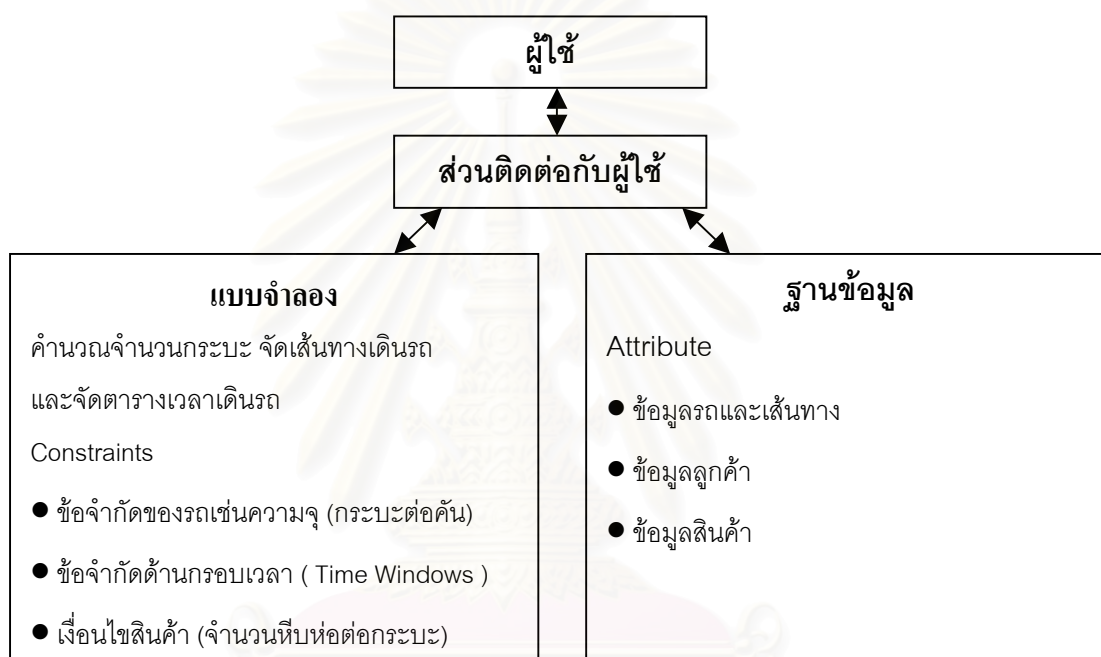 ผู้ใช้
ส่วนติดต่อกับผู้ใช้
แบบจำลอง
คำนวณจำนวนกระบะ จัดเส้นทางเดินรถ
และจัดตารางเวลาเดินรถ
Constraints
● ข้อจำกัดของรถเช่นความจุ (กระบะต่อคัน)
● ข้อจำกัดด้านกรอบเวลา ( Time Windows )
● เงื่อนไขสินค้า (จำนวนหีบห่อต่อกระบะ)
ฐานข้อมูล
Attribute
● ข้อมูลรถและเส้นทาง
● ข้อมูลลูกค้า
● ข้อมูลสินค้า